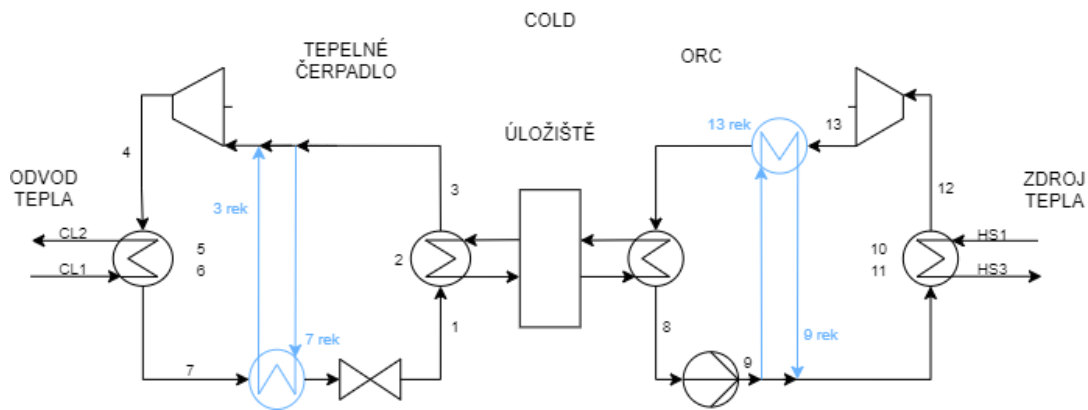 COLD
TEPELNÉ
ČERPADLO
ORC
ÚLOŽIŠTĚ
13 rek
13
4
ODVOD
TEPLA
3 rek
3
12
ZDROJ
TEPLA
CL2
5
2
10
HS1
CL1
6
11
HS3
1
8
7 rek
9 rek
7
9